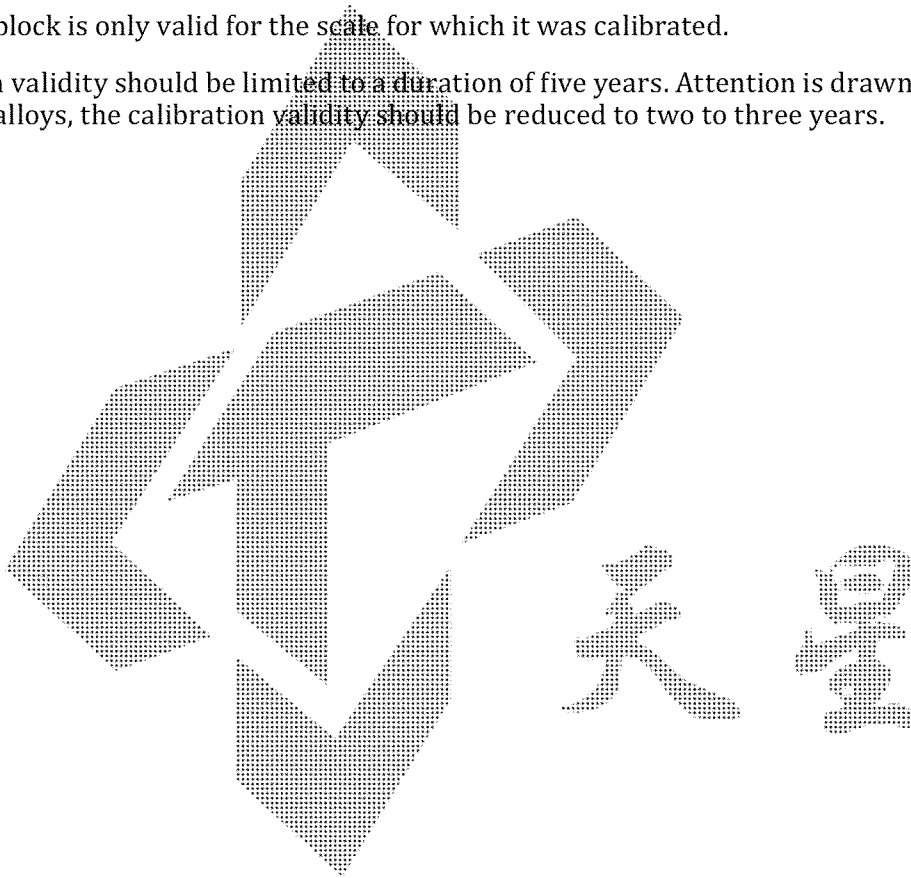 block is only valid for the scale for which it was calibrated.
validity should be limited to a duration of five years. Attention is drawn
alloys, the calibration validity should be reduced to two to three years.
天星